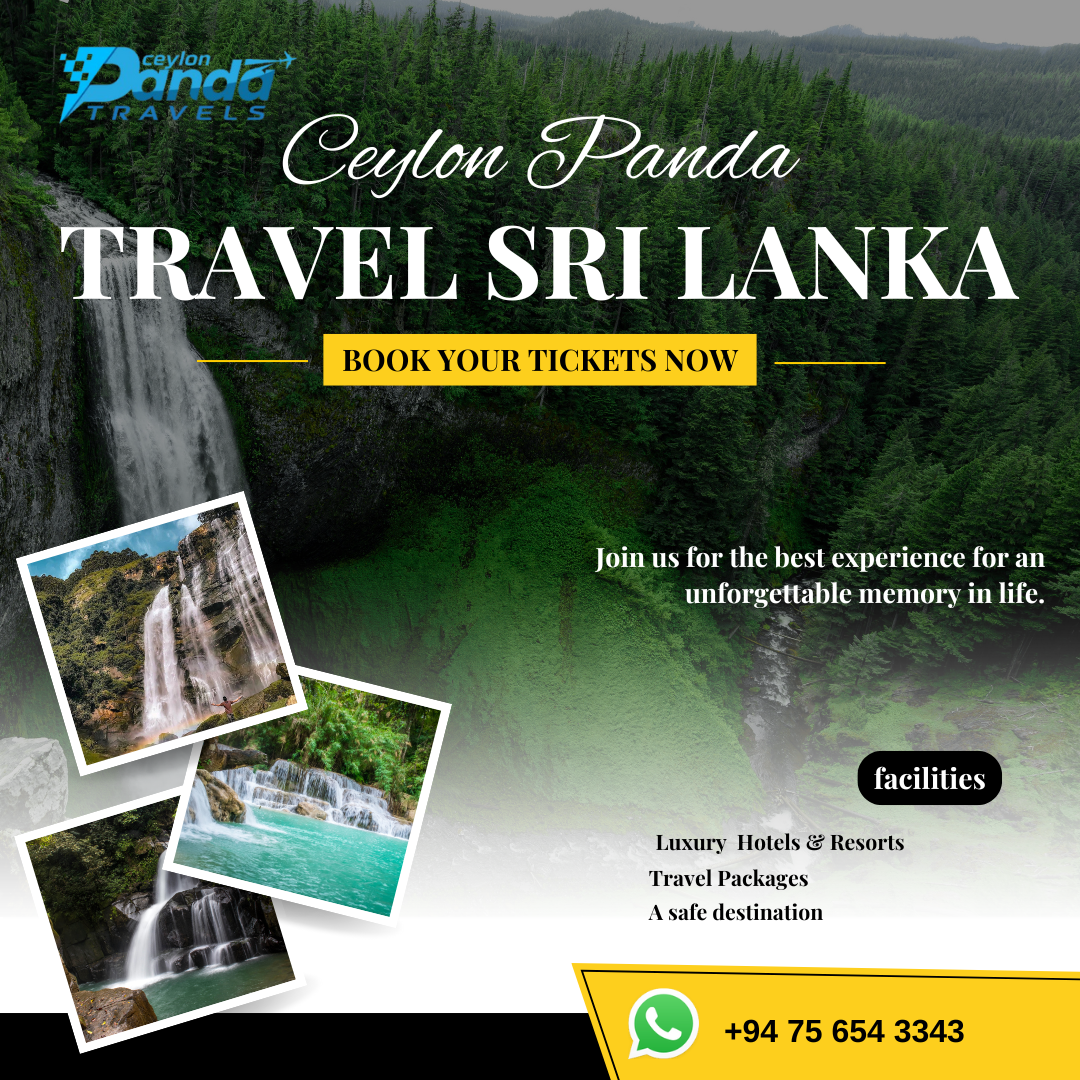 ceylon
Panda
TRAVELS
Ceylon Panda
TRAVEL SRI LANKA
BOOK YOUR TICKETS NOW
Join us for the best experience for an
unforgettable memory in life.
facilities
Luxury Hotels & Resorts
Travel Packages
A safe destination
+94 75 654 3343